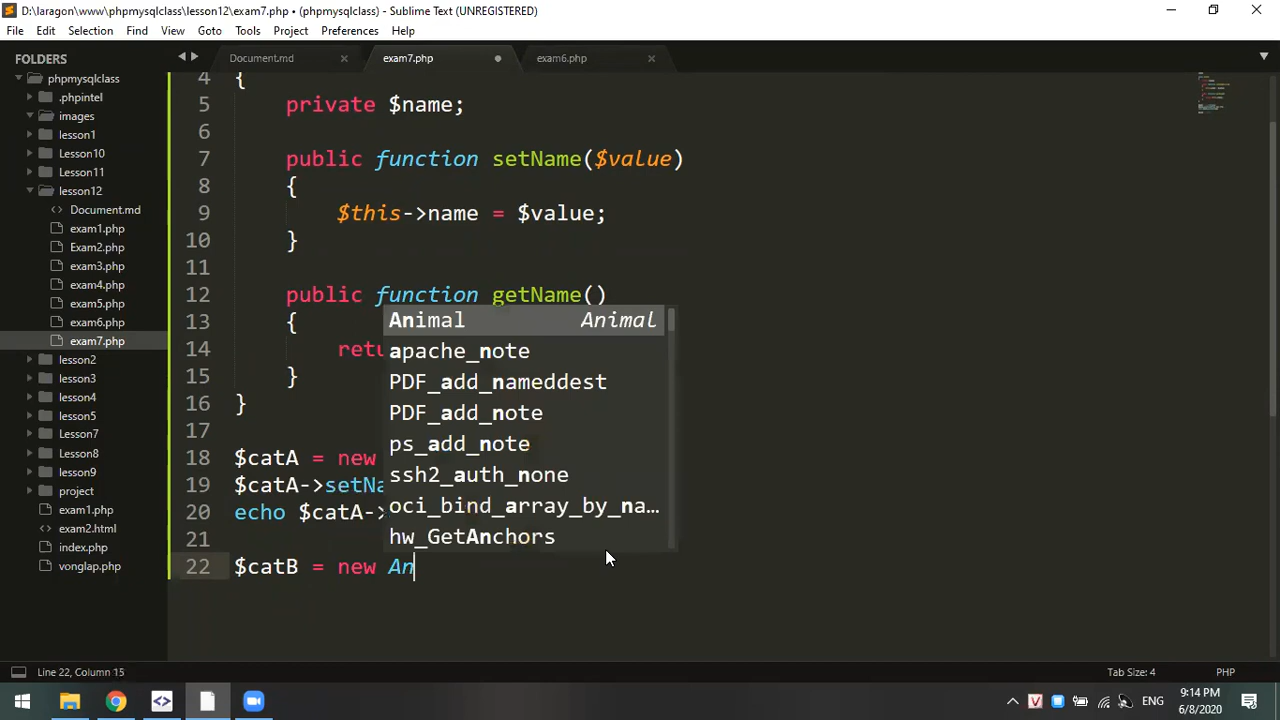 D:\laragon\www\phpmysqlclass\lesson12\exam7.php • (phpmysqlclass) - Sublime Text (UNREGISTERED)
File Edit Selection Find View Goto Tools Project Preferences Help
FOLDERS
phpmysqlclass
.phpintel
images
lesson1
Lesson10
Lesson11
lesson12
Document.md
exam1.php
Exam2.php
exam3.php
exam4.php
exam5.php
exam6.php
exam7.php
lesson2
lesson3
lesson4
lesson5
Lesson7
Lesson8
lesson9
project
exam1.php
exam2.html
index.php
vonglap.php
Document.md exam7.php exam6.php
4 {
5 private $name;
6
7 public function setName($value)
8 {
9 $this->name = $value;
10 }
11
12 public function getName()
13 {
14 retu
15 }
16 }
17
18 $catA = new
19 $catA->setNa
20 echo $catA->
21
22 $catB = new An
Animal Animal
apache_note
PDF_add_nameddest
PDF_add_note
ps_add_note
ssh2_auth_none
oci_bind_array_by_na…
hw_GetAnchors
Line 22, Column 15 Tab Size: 4 PHP
ENG
9:14 PM
6/8/2020